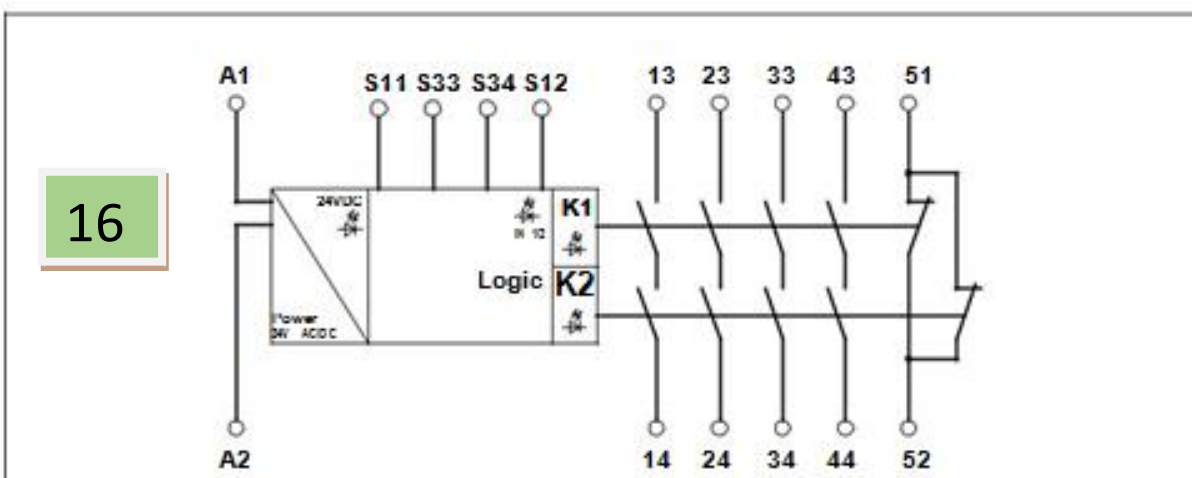 A1
S11 S33 S34 S12
13 23 33 43 51
16
24VDC
K1
IN 1/2
Logic K2
Power
24V AC/DC
A2
14 24 34 44 52